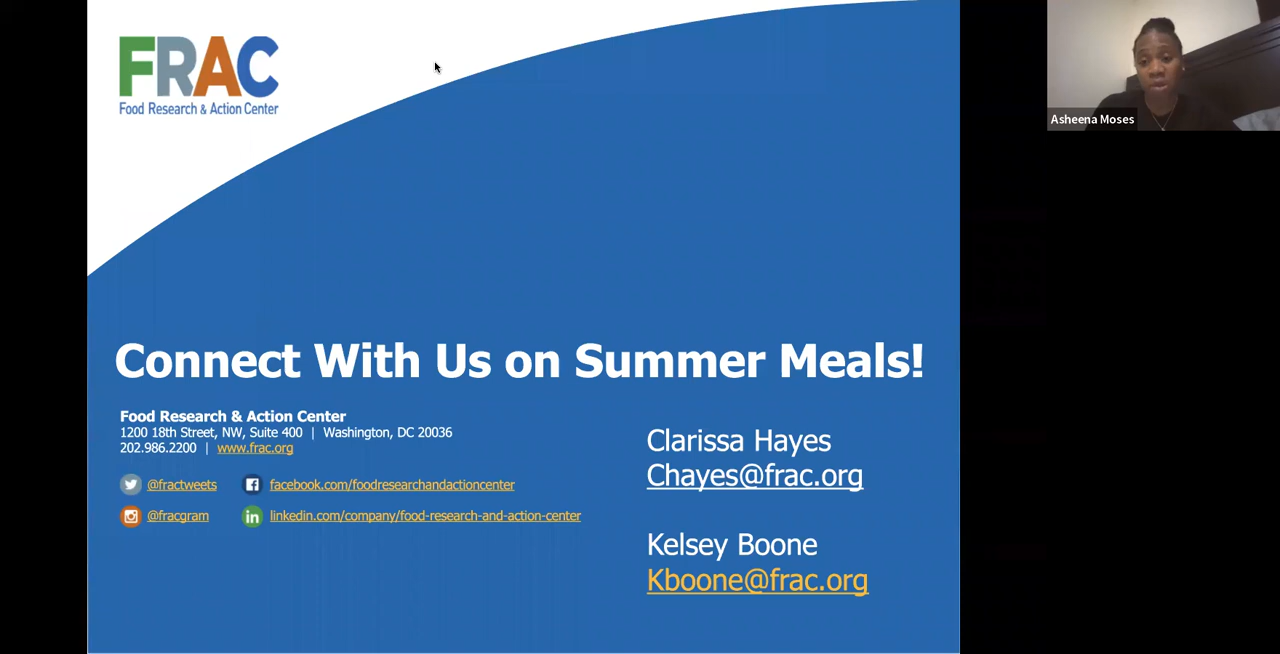 FRAC
Food Research & Action Center
Asheena Moses
Connect With Us on Summer Meals!
Food Research & Action Center
1200 18th Street, NW, Suite 400 | Washington, DC 20036
202.986.2200 | www.frac.org
@fractweets facebook.com/foodresearchandactioncenter
@fracgram linkedin.com/company/food-research-and-action-center
Clarissa Hayes
Chayes@frac.org
Kelsey Boone
Kboone@frac.org